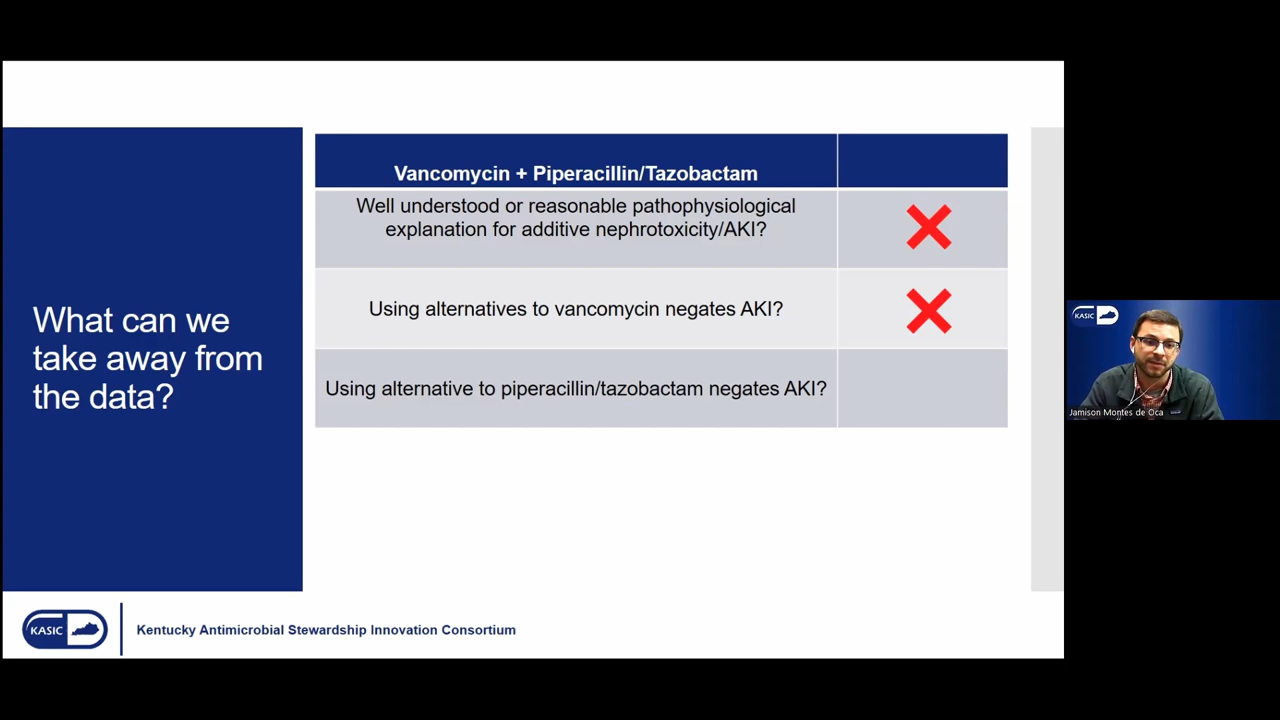 Vancomycin + Piperacillin/Tazobactam
Well understood or reasonable pathophysiological
explanation for additive nephrotoxicity/AKI?
Using alternatives to vancomycin negates AKI?
Using alternative to piperacillin/tazobactam negates AKI?
What can we
take away from
the data?
KASIC
Kentucky Antimicrobial Stewardship Innovation Consortium
KASIC
Jamison Montes de Oca